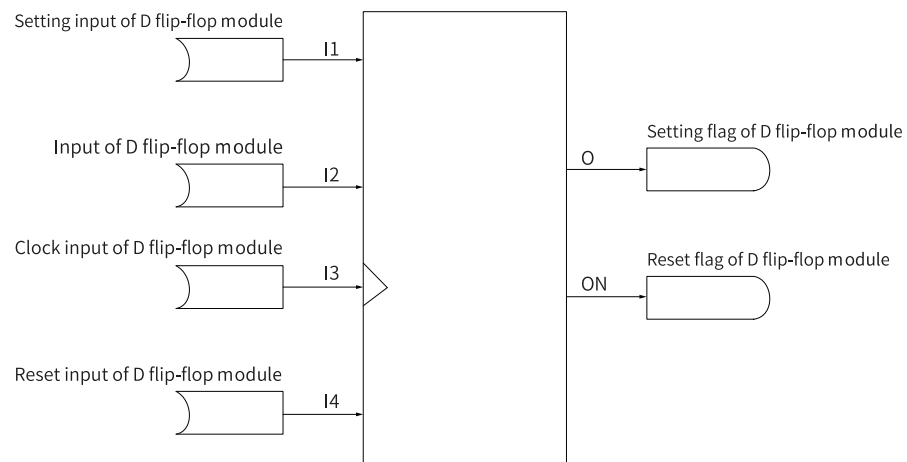 Setting input of D flip-flop module
I1
Input of D flip-flop module
I2
Clock input of D flip-flop module
I3
Reset input of D flip-flop module
I4
Setting flag of D flip-flop module
O
Reset flag of D flip-flop module
ON